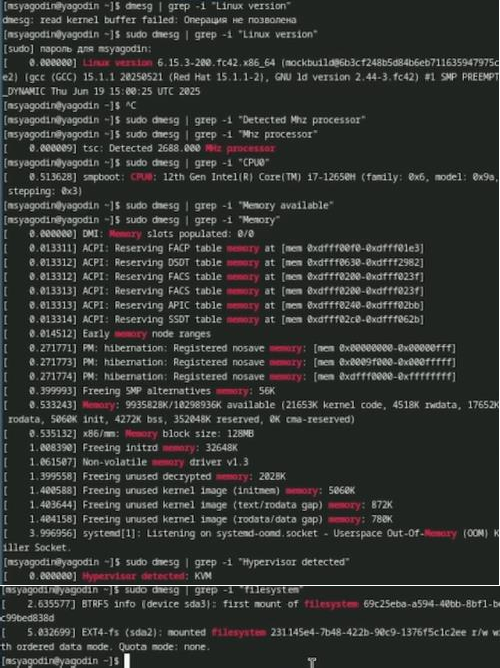 [msyagodin@yagodin ~]$ dmesg | grep -i "Linux version"
dmesg: read kernel buffer failed: Операция не позволена
[msyagodin@yagodin ~]$ sudo dmesg | grep -i "Linux version"
[sudo] пароль для msyagodin:
[    0.000000] Linux version 6.15.3-200.fc42.x86_64 (mockbuild@6b3cf248b5d84b6eb711635947975c
e2) (gcc (GCC) 15.1.1 20250521 (Red Hat 15.1.1-2), GNU ld version 2.44-3.fc42) #1 SMP PREEMPT
_DYNAMIC Thu Jun 19 15:00:25 UTC 2025
[msyagodin@yagodin ~]$ ^C
[msyagodin@yagodin ~]$ sudo dmesg | grep -i "Detected Mhz processor"
[msyagodin@yagodin ~]$ sudo dmesg | grep -i "Mhz processor"
[    0.000009] tsc: Detected 2688.000 MHz processor
[msyagodin@yagodin ~]$ sudo dmesg | grep -i "CPU0"
[    0.513628] smpboot: CPU0: 12th Gen Intel(R) Core(TM) i7-12650H (family: 0x6, model: 0x9a,
stepping: 0x3)
[msyagodin@yagodin ~]$ sudo dmesg | grep -i "Memory available"
[msyagodin@yagodin ~]$ sudo dmesg | grep -i "Memory"
[    0.000000] DMI: Memory slots populated: 0/0
[    0.013311] ACPI: Reserving FACP table memory at [mem 0xdfff00f0-0xdfff01e3]
[    0.013311] ACPI: Reserving DSDT table memory at [mem 0xdfff0630-0xdfff2982]
[    0.013312] ACPI: Reserving FACS table memory at [mem 0xdfff0200-0xdfff023f]
[    0.013313] ACPI: Reserving FACS table memory at [mem 0xdfff0200-0xdfff023f]
[    0.013313] ACPI: Reserving APIC table memory at [mem 0xdfff0240-0xdfff02bb]
[    0.013314] ACPI: Reserving SSDT table memory at [mem 0xdfff02c0-0xdfff062b]
[    0.014512] Early memory node ranges
[    0.271771] PM: hibernation: Registered nosave memory: [mem 0x00000000-0x00000fff]
[    0.271773] PM: hibernation: Registered nosave memory: [mem 0x0009f000-0x000fffff]
[    0.271774] PM: hibernation: Registered nosave memory: [mem 0xdfff0000-0xffffffff]
[    0.399993] Freeing SMP alternatives memory: 56K
[    0.533243] Memory: 9935828K/10298936K available (21653K kernel code, 4518K rwdata, 17652K
rodata, 5060K init, 4272K bss, 352048K reserved, 0K cma-reserved)
[    0.535132] x86/mm: Memory block size: 128MB
[    1.008390] Freeing initrd memory: 32648K
[    1.061507] Non-volatile memory driver v1.3
[    1.399558] Freeing unused decrypted memory: 2028K
[    1.400588] Freeing unused kernel image (initmem) memory: 5060K
[    1.403644] Freeing unused kernel image (text/rodata gap) memory: 872K
[    1.404158] Freeing unused kernel image (rodata/data gap) memory: 780K
[    3.996956] systemd[1]: Listening on systemd-oomd.socket - Userspace Out-Of-Memory (OOM) K
iller Socket.
[msyagodin@yagodin ~]$ sudo dmesg | grep -i "Hypervisor detected"
[    0.000000] Hypervisor detected: KVM
[msyagodin@yagodin ~]$ sudo dmesg | grep -i "filesystem"
[    2.635577] BTRFS info (device sda3): first mount of filesystem 69c25eba-a594-40bb-8bf1-b
c99bed838d
[    5.032699] EXT4-fs (sda2): mounted filesystem 231145e4-7b48-422b-90c9-1376f5c1c2ee r/w w
th ordered data mode. Quota mode: none.
[msyagodin@yagodin ~]$